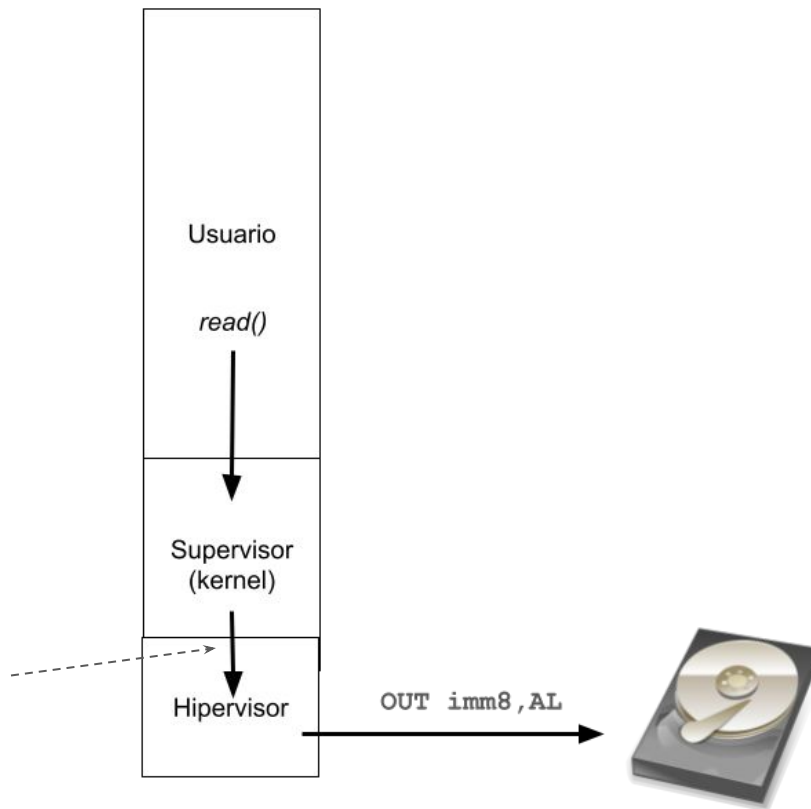 Usuario
read()
Supervisor
(kernel)
Hipervisor
OUT imm8,AL